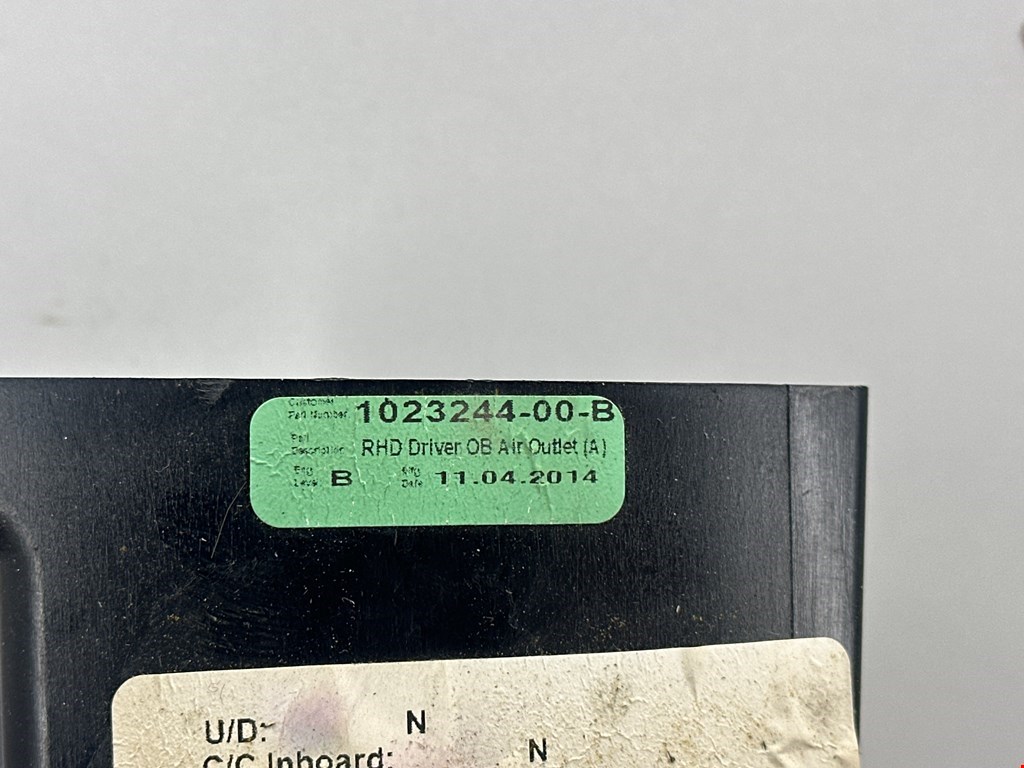 Customer
Part Number 1023244-00-B
Part
Description RHD Driver OB Air Outlet (A)
Eng Level B Mfg Date 11.04.2014
U/D: N
C/C Inboard: N